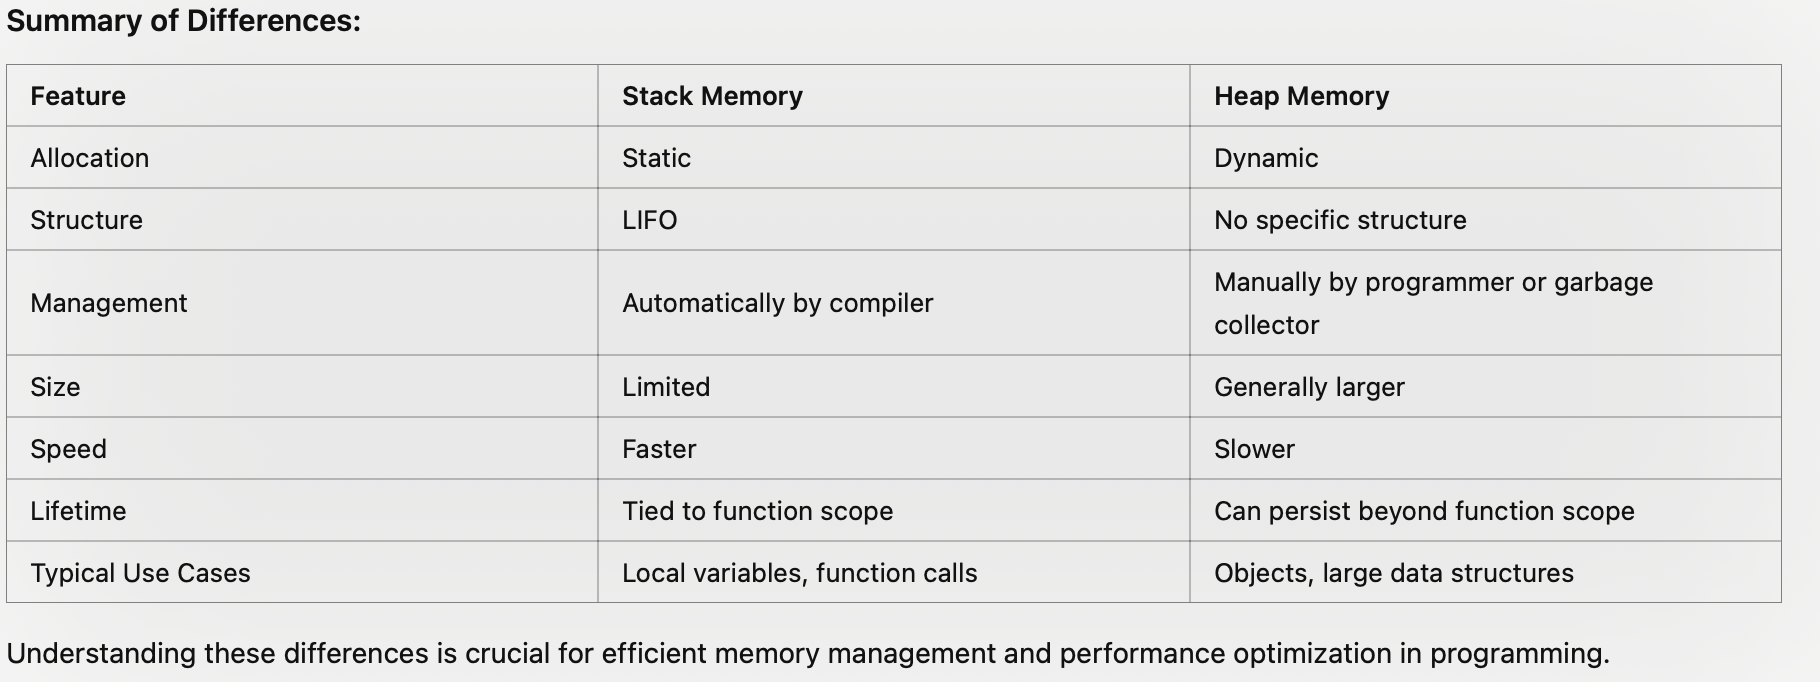 Summary of Differences:
Feature Stack Memory Heap Memory
Allocation Static Dynamic
Structure LIFO No specific structure
Management Automatically by compiler Manually by programmer or garbage
collector
Size Limited Generally larger
Speed Faster Slower
Lifetime Tied to function scope Can persist beyond function scope
Typical Use Cases Local variables, function calls Objects, large data structures
Understanding these differences is crucial for efficient memory management and performance optimization in programming.